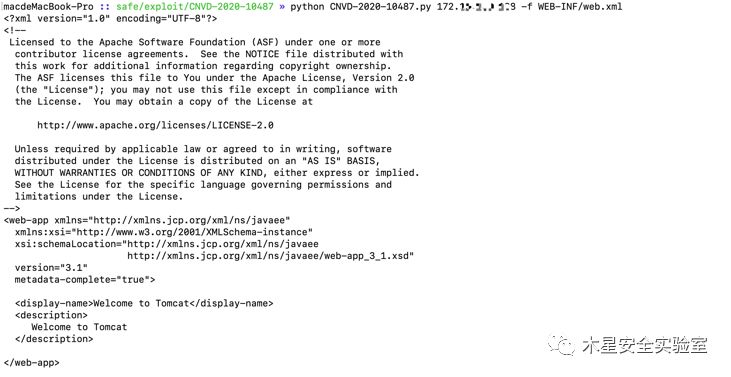 macdeMacBook-Pro :: safe/exploit/CNVD-2020-10487 » python CNVD-2020-10487.py 172. -f WEB-INF/web.xml
<?xml version="1.0" encoding="UTF-8"?>
<!--
Licensed to the Apache Software Foundation (ASF) under one or more
contributor license agreements.  See the NOTICE file distributed with
this work for additional information regarding copyright ownership.
The ASF licenses this file to You under the Apache License, Version 2.0
(the "License"); you may not use this file except in compliance with
the License.  You may obtain a copy of the License at
http://www.apache.org/licenses/LICENSE-2.0
Unless required by applicable law or agreed to in writing, software
distributed under the License is distributed on an "AS IS" BASIS,
WITHOUT WARRANTIES OR CONDITIONS OF ANY KIND, either express or implied.
See the License for the specific language governing permissions and
limitations under the License.
-->
<web-app xmlns="http://xmlns.jcp.org/xml/ns/javaee"
xmlns:xsi="http://www.w3.org/2001/XMLSchema-instance"
xsi:schemaLocation="http://xmlns.jcp.org/xml/ns/javaee
http://xmlns.jcp.org/xml/ns/javaee/web-app_3_1.xsd"
version="3.1"
metadata-complete="true">
<display-name>Welcome to Tomcat</display-name>
<description>
Welcome to Tomcat
</description>
</web-app>
木星安全实验室